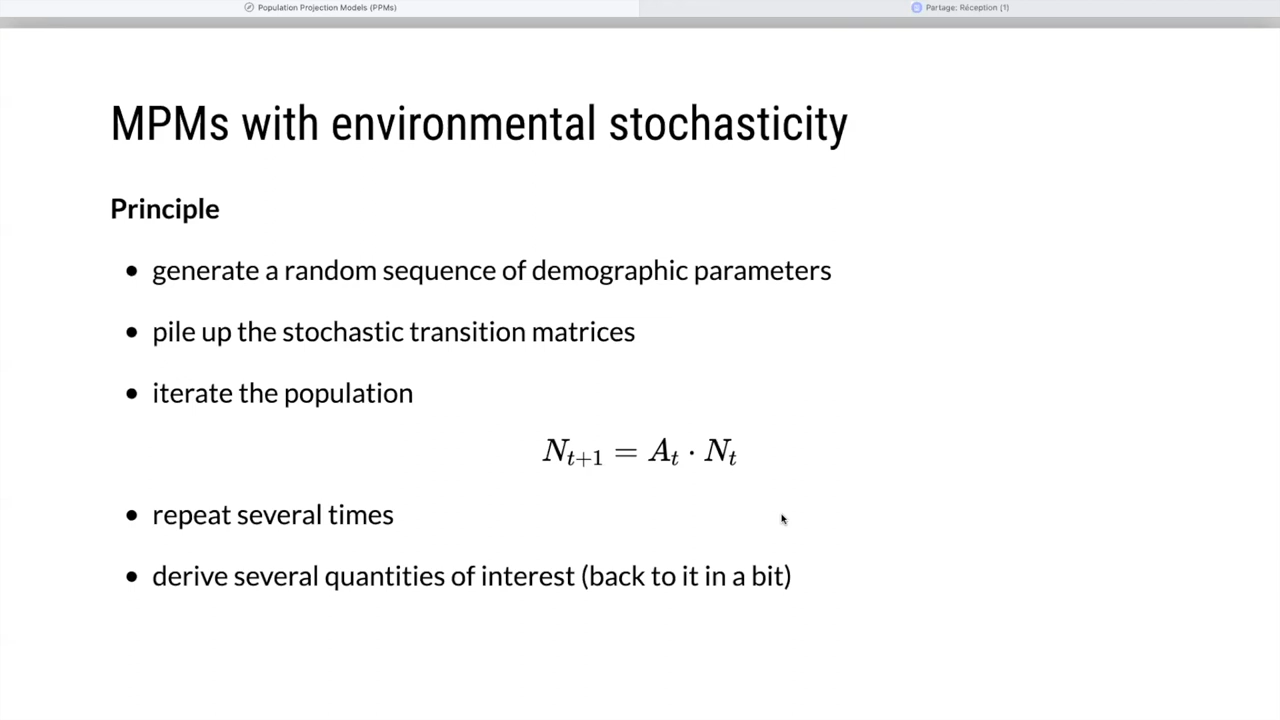 Population Projection Models (PPMs)
Partage: Réception (1)
MPMs with environmental stochasticity
Principle
• generate a random sequence of demographic parameters
• pile up the stochastic transition matrices
• iterate the population
N_{t+1} = A_t · N_t
• repeat several times
• derive several quantities of interest (back to it in a bit)